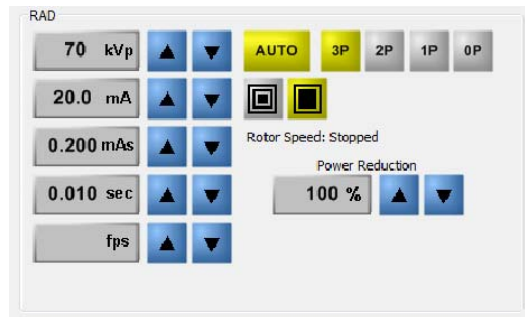 RAD
70 kVp AUTO 3P 2P 1P 0P
20.0 mA
0.200 mAs
Rotor Speed: Stopped
Power Reduction
0.010 sec 100 %
fps